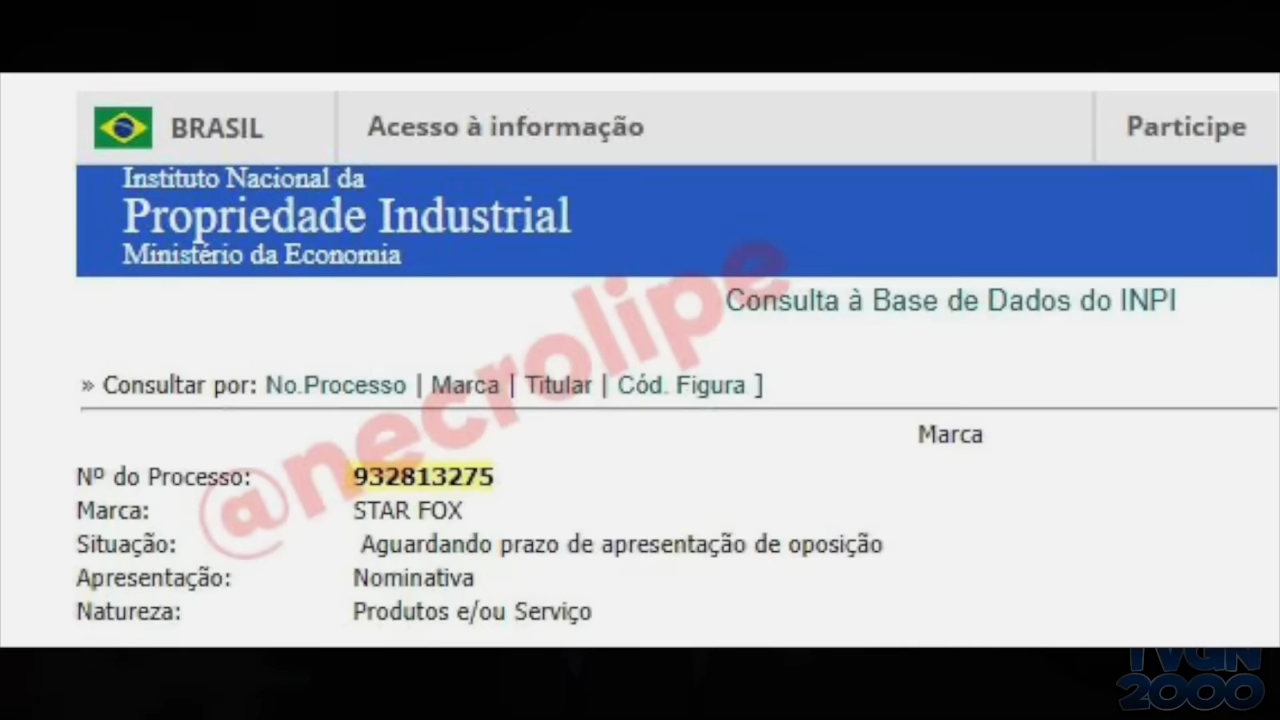 BRASIL
Acesso à informação
Participe
Instituto Nacional da
Propriedade Industrial
Ministério da Economia
Consulta à Base de Dados do INPI
» Consultar por: No.Processo | Marca | Titular | Cód. Figura ]
Marca
Nº do Processo: 932813275
Marca: STAR FOX
Situação: Aguardando prazo de apresentação de oposição
Apresentação: Nominativa
Natureza: Produtos e/ou Serviço
@necrolipe
TVGN
2000